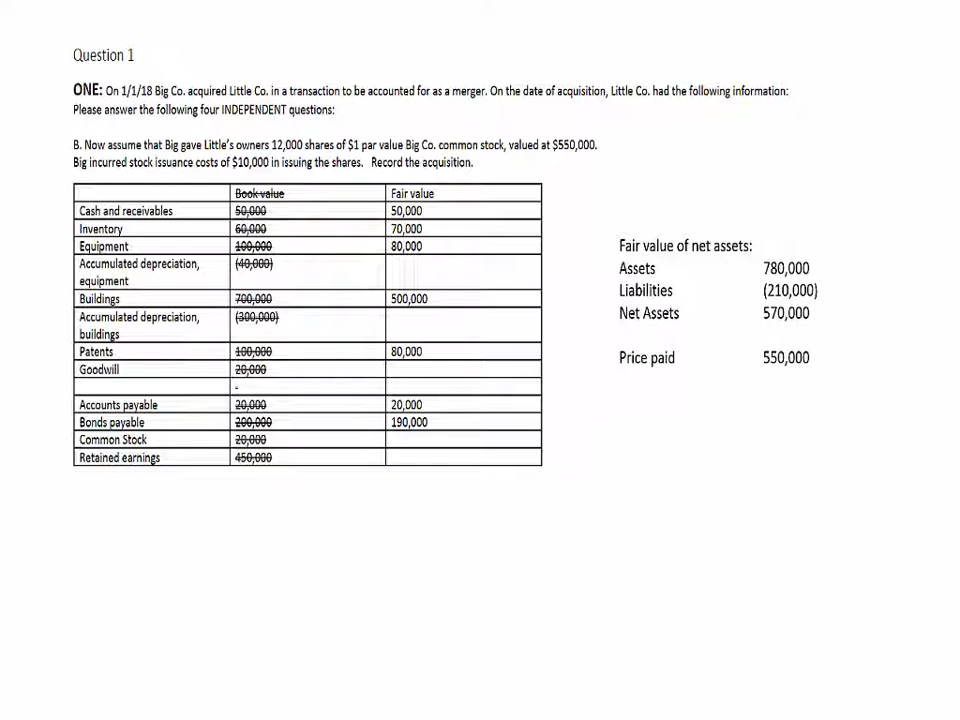 Question 1
ONE: On 1/1/18 Big Co. acquired Little Co. in a transaction to be accounted for as a merger. On the date of acquisition, Little Co. had the following information:
Please answer the following four INDEPENDENT questions:
B. Now assume that Big gave Little's owners 12,000 shares of $1 par value Big Co. common stock, valued at $550,000.
Big incurred stock issuance costs of $10,000 in issuing the shares. Record the acquisition.
Book value Fair value
Cash and receivables 50,000 50,000
Inventory 60,000 70,000
Equipment 100,000 80,000
Accumulated depreciation, (40,000)
equipment
Buildings 700,000 500,000
Accumulated depreciation, (300,000)
buildings
Patents 100,000 80,000
Goodwill 20,000
-
Accounts payable 20,000 20,000
Bonds payable 200,000 190,000
Common Stock 20,000
Retained earnings 450,000
Fair value of net assets:
Assets 780,000
Liabilities (210,000)
Net Assets 570,000
Price paid 550,000